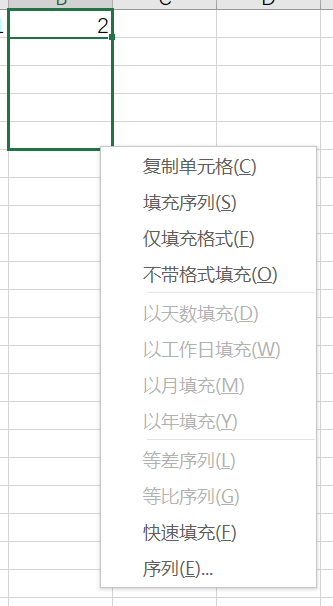 B C D
2
复制单元格(C)
填充序列(S)
仅填充格式(F)
不带格式填充(O)
以天数填充(D)
以工作日填充(W)
以月填充(M)
以年填充(Y)
等差序列(L)
等比序列(G)
快速填充(F)
序列(E)...